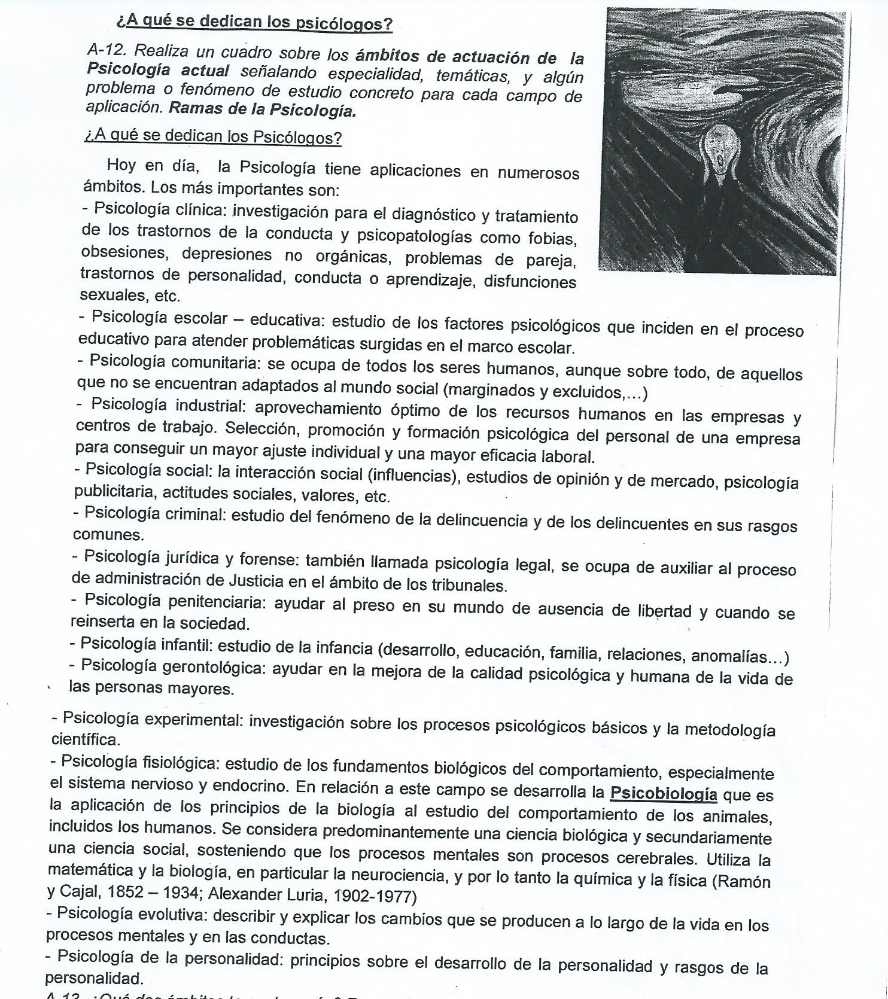 ¿A qué se dedican los psicólogos?
A-12. Realiza un cuadro sobre los ámbitos de actuación de la
Psicología actual señalando especialidad, temáticas, y algún
problema o fenómeno de estudio concreto para cada campo de
aplicación. Ramas de la Psicología.
¿A qué se dedican los Psicólogos?
Hoy en día, la Psicología tiene aplicaciones en numerosos
ámbitos. Los más importantes son:
- Psicología clínica: investigación para el diagnóstico y tratamiento
de los trastornos de la conducta y psicopatologías como fobias,
obsesiones, depresiones no orgánicas, problemas de pareja,
trastornos de personalidad, conducta o aprendizaje, disfunciones
sexuales, etc.
- Psicología escolar – educativa: estudio de los factores psicológicos que inciden en el proceso
educativo para atender problemáticas surgidas en el marco escolar.
- Psicología comunitaria: se ocupa de todos los seres humanos, aunque sobre todo, de aquellos
que no se encuentran adaptados al mundo social (marginados y excluidos,...)
- Psicología industrial: aprovechamiento óptimo de los recursos humanos en las empresas y
centros de trabajo. Selección, promoción y formación psicológica del personal de una empresa
para conseguir un mayor ajuste individual y una mayor eficacia laboral.
- Psicología social: la interacción social (influencias), estudios de opinión y de mercado, psicología
publicitaria, actitudes sociales, valores, etc.
- Psicología criminal: estudio del fenómeno de la delincuencia y de los delincuentes en sus rasgos
comunes.
- Psicología jurídica y forense: también llamada psicología legal, se ocupa de auxiliar al proceso
de administración de Justicia en el ámbito de los tribunales.
- Psicología penitenciaria: ayudar al preso en su mundo de ausencia de libertad y cuando se
reinserta en la sociedad.
- Psicología infantil: estudio de la infancia (desarrollo, educación, familia, relaciones, anomalías...)
- Psicología gerontológica: ayudar en la mejora de la calidad psicológica y humana de la vida de
las personas mayores.
- Psicología experimental: investigación sobre los procesos psicológicos básicos y la metodología
científica.
- Psicología fisiológica: estudio de los fundamentos biológicos del comportamiento, especialmente
el sistema nervioso y endocrino. En relación a este campo se desarrolla la Psicobiología que es
la aplicación de los principios de la biología al estudio del comportamiento de los animales,
incluidos los humanos. Se considera predominantemente una ciencia biológica y secundariamente
una ciencia social, sosteniendo que los procesos mentales son procesos cerebrales. Utiliza la
matemática y la biología, en particular la neurociencia, y por lo tanto la química y la física (Ramón
y Cajal, 1852 – 1934; Alexander Luria, 1902-1977)
- Psicología evolutiva: describir y explicar los cambios que se producen a lo largo de la vida en los
procesos mentales y en las conductas.
- Psicología de la personalidad: principios sobre el desarrollo de la personalidad y rasgos de la
personalidad.